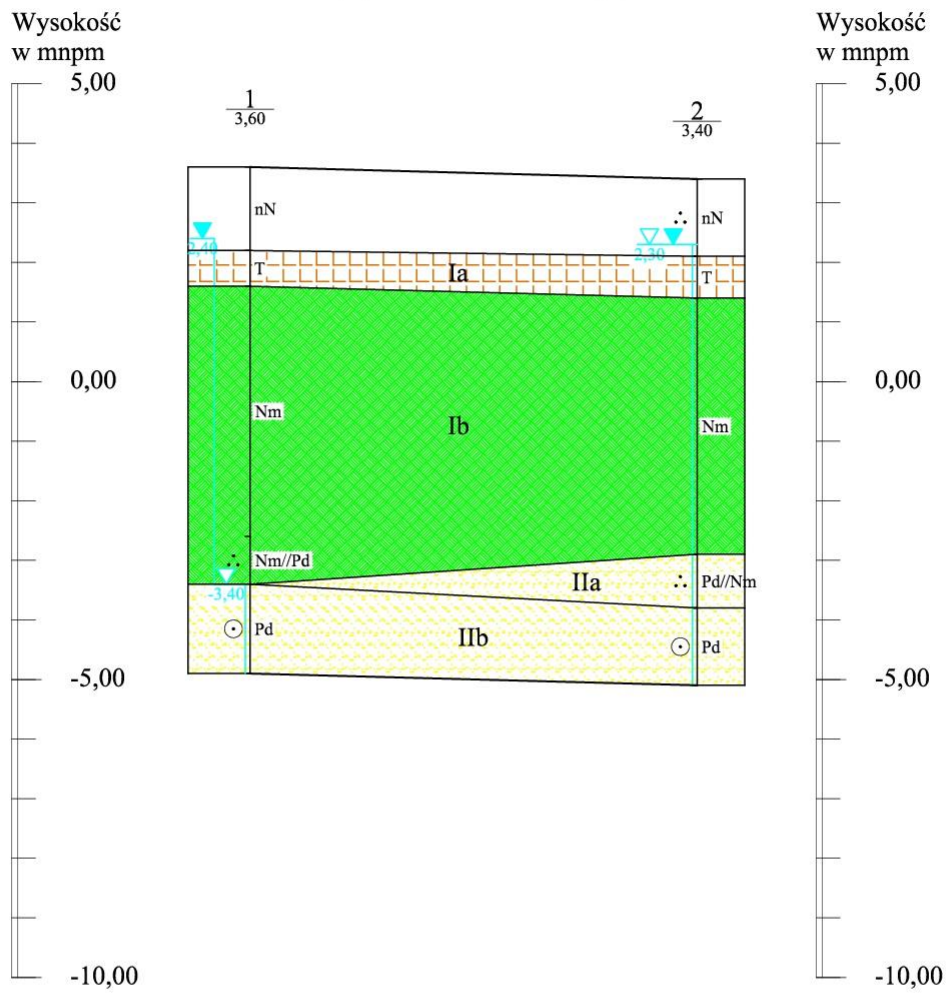 Wysokość
w mnpm
Wysokość
w mnpm
5,00
5,00
1
3,60
2
3,40
nN
nN
2,40
2,30
T
Ia
T
0,00
0,00
Nm
Ib
Nm
Nm//Pd
IIa
Pd//Nm
-3,40
Pd
IIb
Pd
-5,00
-5,00
-10,00
-10,00